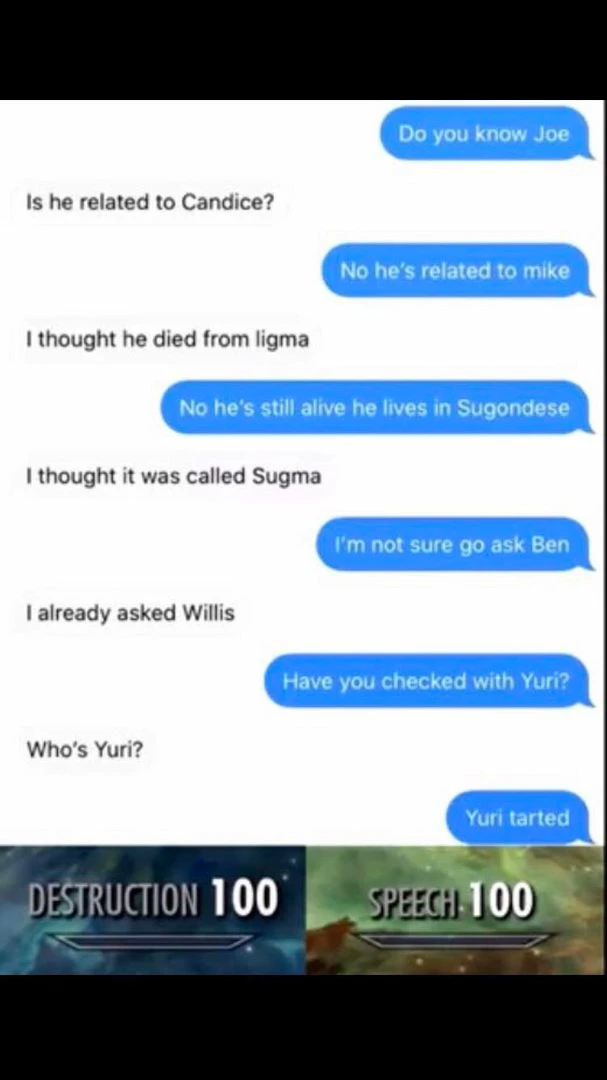 Do you know Joe
Is he related to Candice?
No he's related to mike
I thought he died from ligma
No he's still alive he lives in Sugondese
I thought it was called Sugma
I'm not sure go ask Ben
I already asked Willis
Have you checked with Yuri?
Who's Yuri?
Yuri tarted
DESTRUCTION 100 SPEECH 100